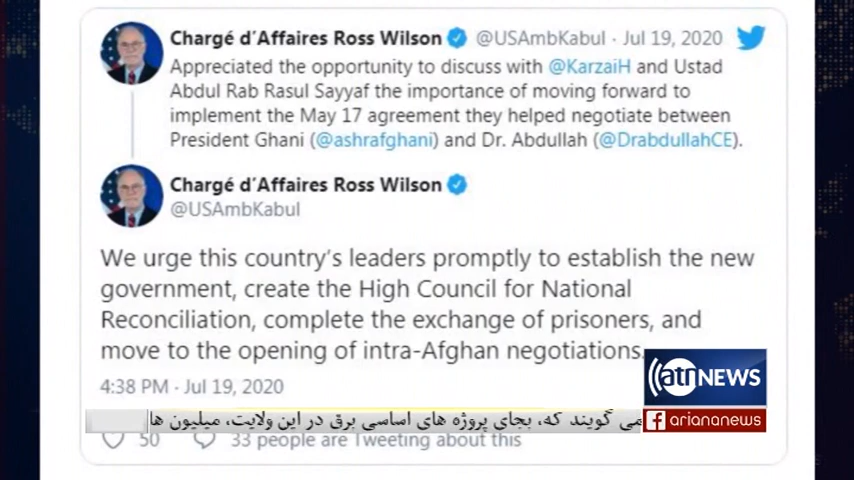 Chargé d'Affaires Ross Wilson @USAmbKabul · Jul 19, 2020
Appreciated the opportunity to discuss with @KarzaiH and Ustad
Abdul Rab Rasul Sayyaf the importance of moving forward to
implement the May 17 agreement they helped negotiate between
President Ghani (@ashrafghani) and Dr. Abdullah (@DrabdullahCE).
Chargé d'Affaires Ross Wilson
@USAmbKabul
We urge this country's leaders promptly to establish the new
government, create the High Council for National
Reconciliation, complete the exchange of prisoners, and
move to the opening of intra-Afghan negotiations.
4:38 PM · Jul 19, 2020
atn NEWS
می گویند که، بجای پروژه های اساسی برق در این ولایت، میلیون ها
f ariananews
50 33 people are Tweeting about this